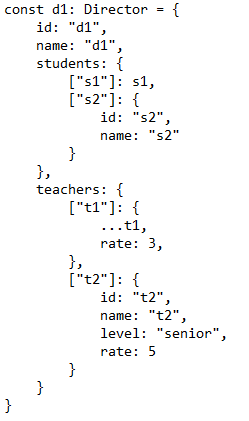 const d1: Director = {
    id: "d1",
    name: "d1",
    students: {
        ["s1"]: s1,
        ["s2"]: {
            id: "s2",
            name: "s2"
        }
    },
    teachers: {
        ["t1"]: {
            ...t1,
            rate: 3,
        },
        ["t2"]: {
            id: "t2",
            name: "t2",
            level: "senior",
            rate: 5
        }
    }
}